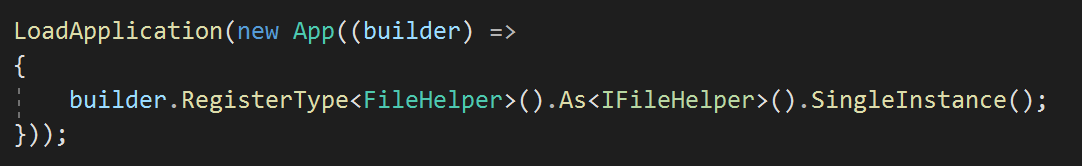 LoadApplication(new App((builder) =>
{
    builder.RegisterType<FileHelper>().As<IFileHelper>().SingleInstance();
}));